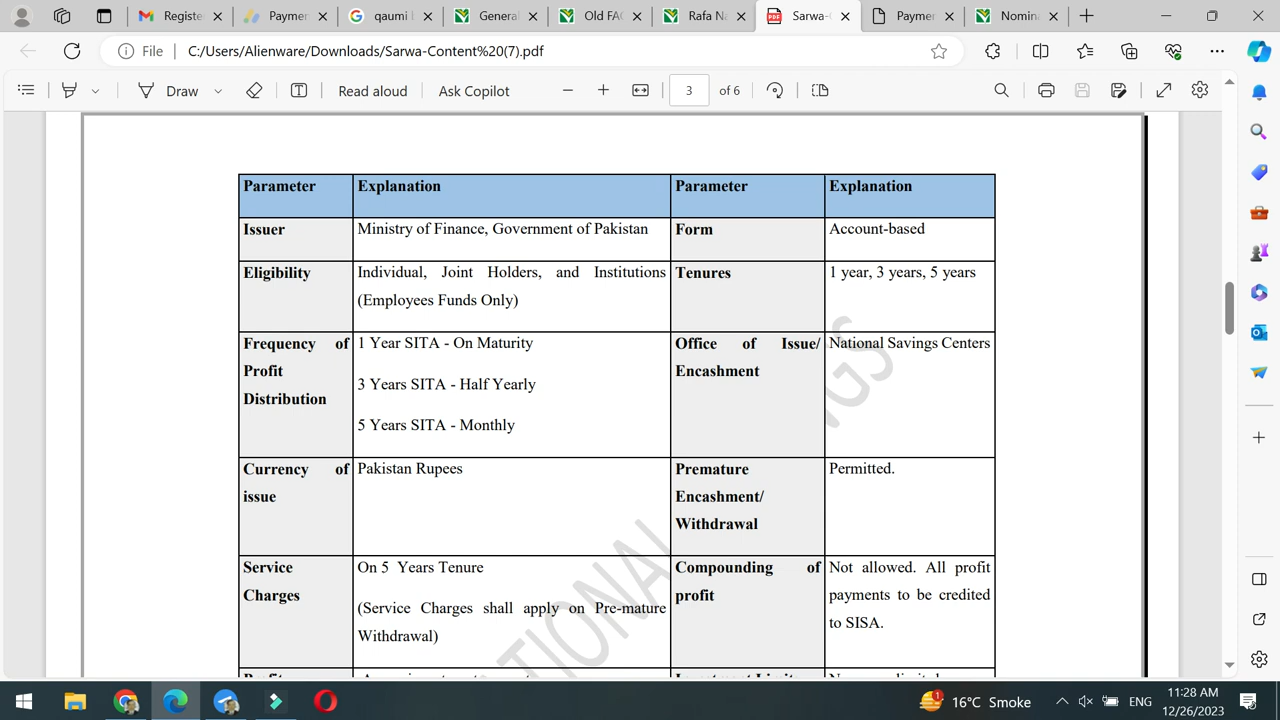 Registe
Paymen
qaumi b
General
Old FAC
Rafa Na
Sarwa-C
Paymen
Nomina
File
C:/Users/Alienware/Downloads/Sarwa-Content%20(7).pdf
Draw
Read aloud
Ask Copilot
3
of 6
Parameter Explanation Parameter Explanation
Issuer Ministry of Finance, Government of Pakistan Form Account-based
Eligibility Individual, Joint Holders, and Institutions Tenures 1 year, 3 years, 5 years
(Employees Funds Only)
Frequency of 1 Year SITA - On Maturity Office of Issue/ National Savings Centers
Profit Encashment
3 Years SITA - Half Yearly
Distribution
5 Years SITA - Monthly
Currency of Pakistan Rupees Premature Permitted.
issue Encashment/
Withdrawal
Service On 5 Years Tenure Compounding of Not allowed. All profit
Charges profit payments to be credited
(Service Charges shall apply on Pre-mature
to SISA.
Withdrawal)
1
16°C Smoke
ENG
11:28 AM
12/26/2023